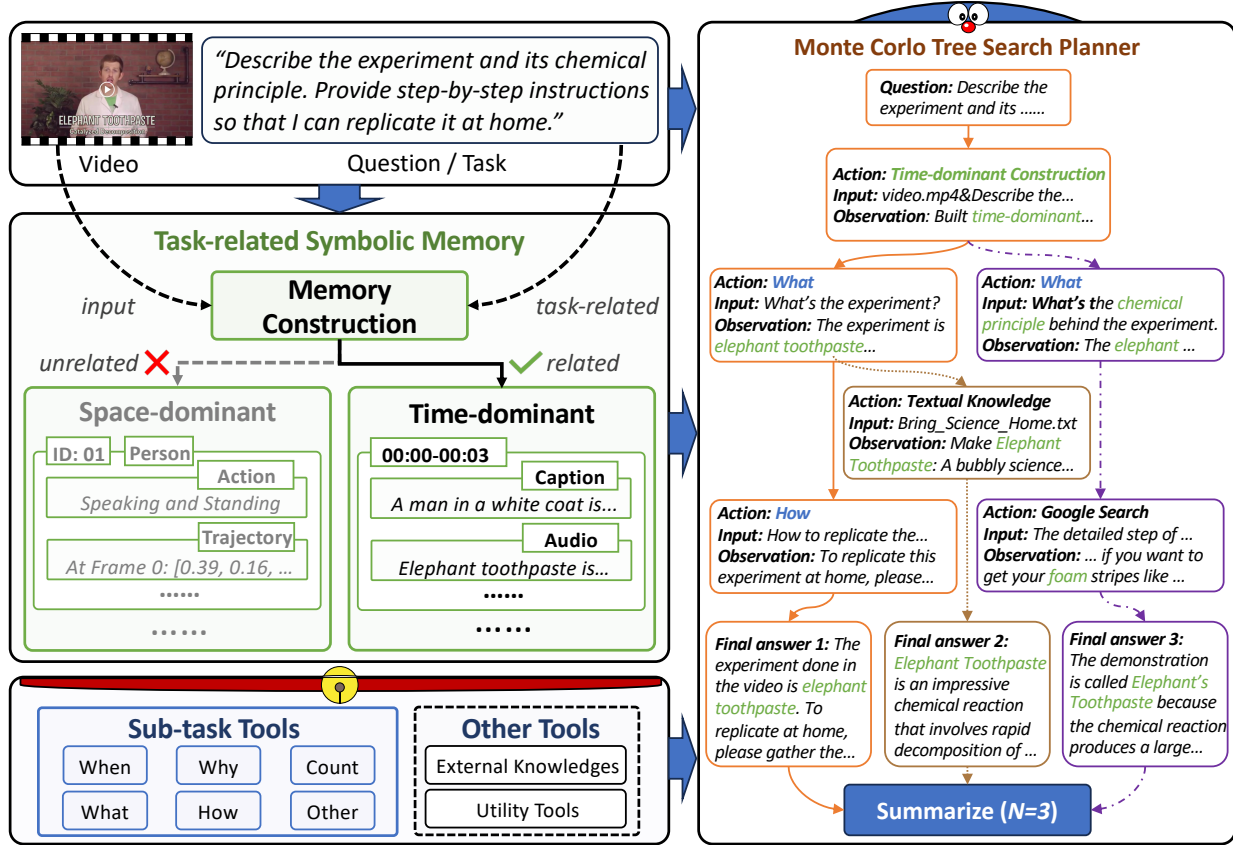 ELEPHANT TOOTHPASTE
Catalyzed Decomposition
Video
“Describe the experiment and its chemical
principle. Provide step-by-step instructions
so that I can replicate it at home.”
Question / Task
Task-related Symbolic Memory
input
Memory
Construction
task-related
unrelated
related
Space-dominant
ID: 01
Person
Action
Speaking and Standing
Trajectory
At Frame 0: [0.39, 0.16, …
……
……
Time-dominant
00:00-00:03
Caption
A man in a white coat is…
Audio
Elephant toothpaste is…
……
……
Sub-task Tools
When
Why
Count
What
How
Other
Other Tools
External Knowledges
Utility Tools
Monte Corlo Tree Search Planner
Question: Describe the
experiment and its ……
Action: Time-dominant Construction
Input: video.mp4&Describe the…
Observation: Built time-dominant…
Action: What
Input: What’s the experiment?
Observation: The experiment is
elephant toothpaste…
Action: What
Input: What’s the chemical
principle behind the experiment.
Observation: The elephant …
Action: Textual Knowledge
Input: Bring_Science_Home.txt
Observation: Make Elephant
Toothpaste: A bubbly science…
Action: How
Input: How to replicate the…
Observation: To replicate this
experiment at home, please…
Action: Google Search
Input: The detailed step of …
Observation: … if you want to
get your foam stripes like …
Final answer 1: The
experiment done in
the video is elephant
toothpaste. To
replicate at home,
please gather the…
Final answer 2:
Elephant Toothpaste
is an impressive
chemical reaction
that involves rapid
decomposition of …
Final answer 3:
The demonstration
is called Elephant’s
Toothpaste because
the chemical reaction
produces a large…
Summarize (N=3)